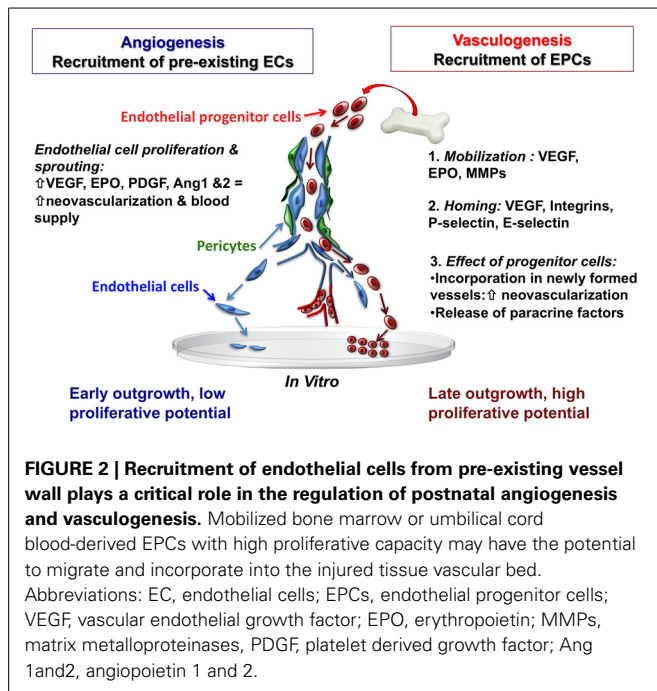 Angiogenesis
Recruitment of pre-existing ECs
Vasculogenesis
Recruitment of EPCs
Endothelial progenitor cells
Endothelial cell proliferation &
sprouting:
⇧VEGF, EPO, PDGF, Ang1 &2 =
⇧neovascularization & blood
supply
Pericytes
Endothelial cells
1. Mobilization : VEGF,
EPO, MMPs
2. Homing: VEGF, Integrins,
P-selectin, E-selectin
3. Effect of progenitor cells:
•Incorporation in newly formed
vessels:⇧ neovascularization
•Release of paracrine factors
In Vitro
Early outgrowth, low
proliferative potential
Late outgrowth, high
proliferative potential
FIGURE 2 | Recruitment of endothelial cells from pre-existing vessel
wall plays a critical role in the regulation of postnatal angiogenesis
and vasculogenesis. Mobilized bone marrow or umbilical cord
blood-derived EPCs with high proliferative capacity may have the potential
to migrate and incorporate into the injured tissue vascular bed.
Abbreviations: EC, endothelial cells; EPCs, endothelial progenitor cells;
VEGF, vascular endothelial growth factor; EPO, erythropoietin; MMPs,
matrix metalloproteinases, PDGF, platelet derived growth factor; Ang
1and2, angiopoietin 1 and 2.